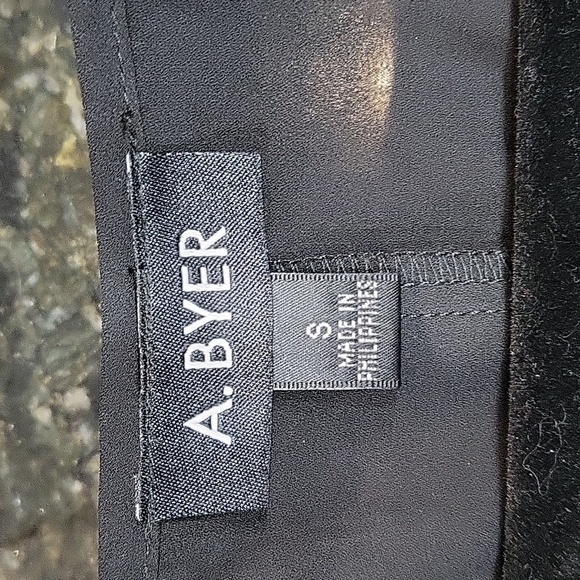 A. BYER
S
MADE IN
PHILIPPINES